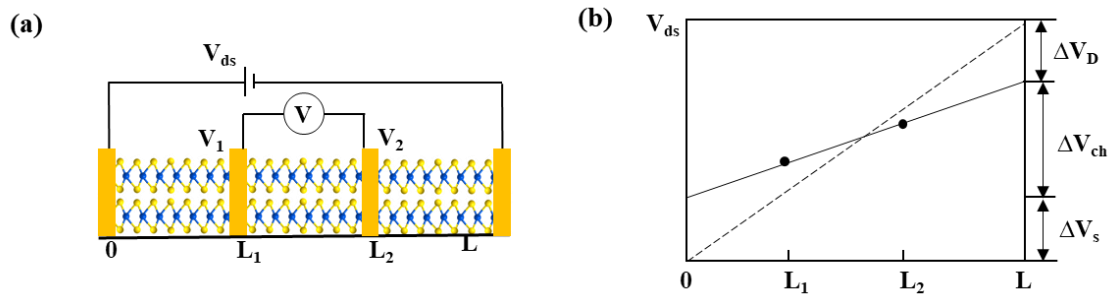 (a)
V_ds
V
V_1
V_2
0
L_1
L_2
L
(b)
V_ds
ΔV_D
ΔV_ch
ΔV_s
0
L_1
L_2
L